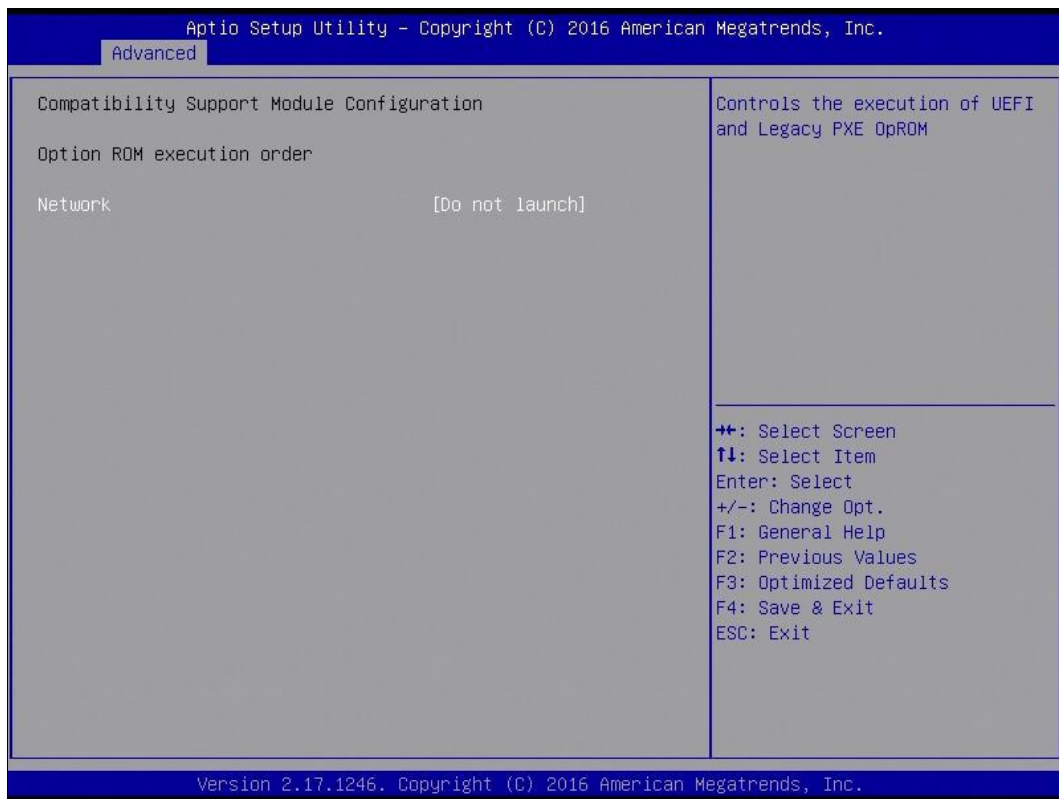 Aptio Setup Utility – Copyright (C) 2016 American Megatrends, Inc.
Advanced
Compatibility Support Module Configuration
Option ROM execution order
Network [Do not launch]
Controls the execution of UEFI
and Legacy PXE OpROM
→←: Select Screen
↑↓: Select Item
Enter: Select
+/-: Change Opt.
F1: General Help
F2: Previous Values
F3: Optimized Defaults
F4: Save & Exit
ESC: Exit
Version 2.17.1246. Copyright (C) 2016 American Megatrends, Inc.